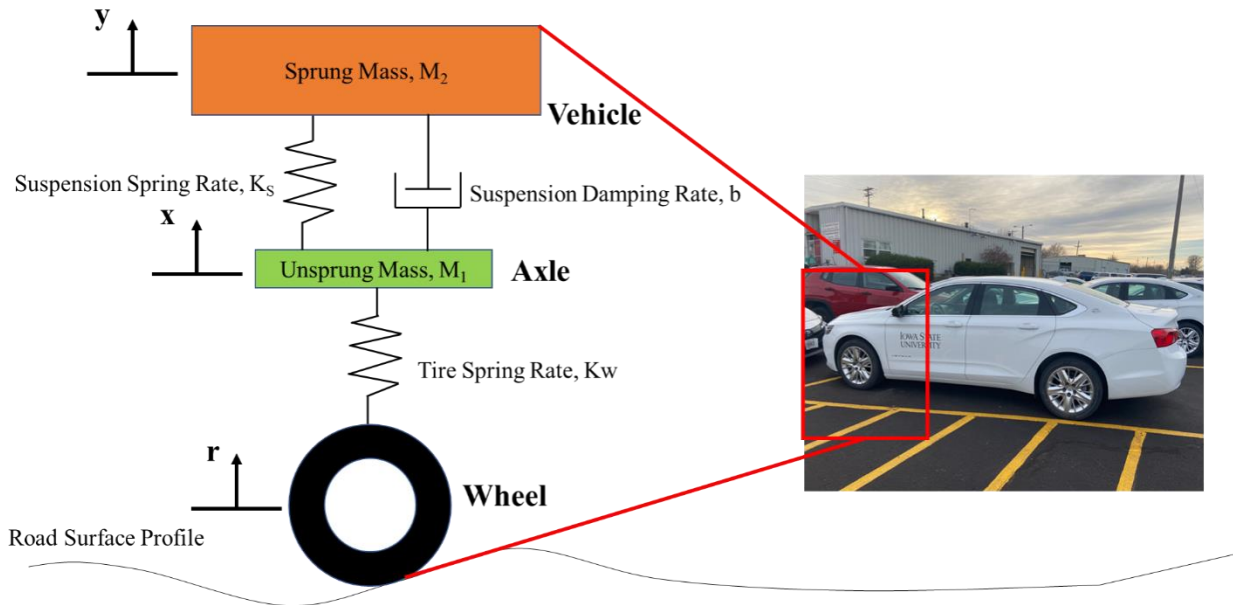 y
Sprung Mass, M₂
Vehicle
Suspension Spring Rate, Kₛ
Suspension Damping Rate, b
x
Unsprung Mass, M₁
Axle
Tire Spring Rate, Kw
r
Wheel
Road Surface Profile
IOWA STATE
UNIVERSITY